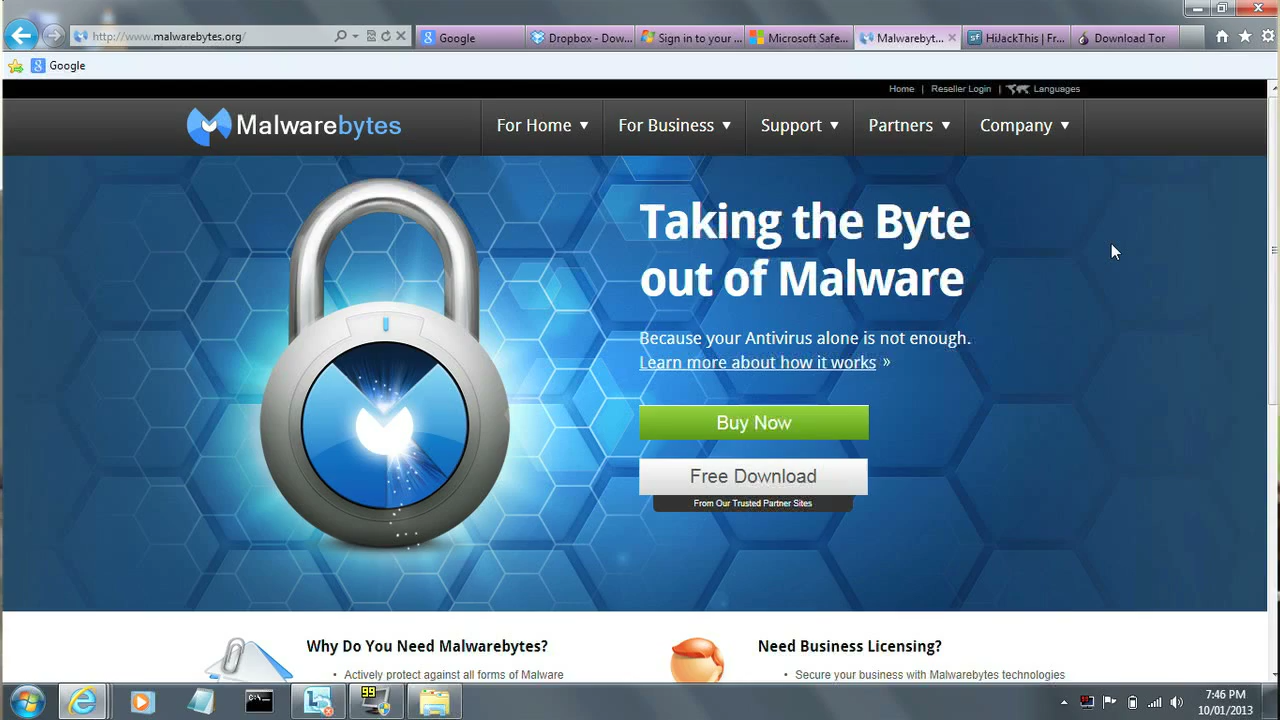 http://www.malwarebytes.org/
Google
Dropbox - Dow...
Sign in to your ...
Microsoft Safe...
Malwarebyt...
HiJackThis | Fr...
Download Tor
Google
Home | Reseller Login | Languages
Malwarebytes
For Home
For Business
Support
Partners
Company
Taking the Byte
out of Malware
Because your Antivirus alone is not enough.
Learn more about how it works »
Buy Now
Free Download
From Our Trusted Partner Sites
Why Do You Need Malwarebytes?
Need Business Licensing?
• Actively protect against all forms of Malware
• Secure your business with Malwarebytes technologies
99
7:46 PM
10/01/2013